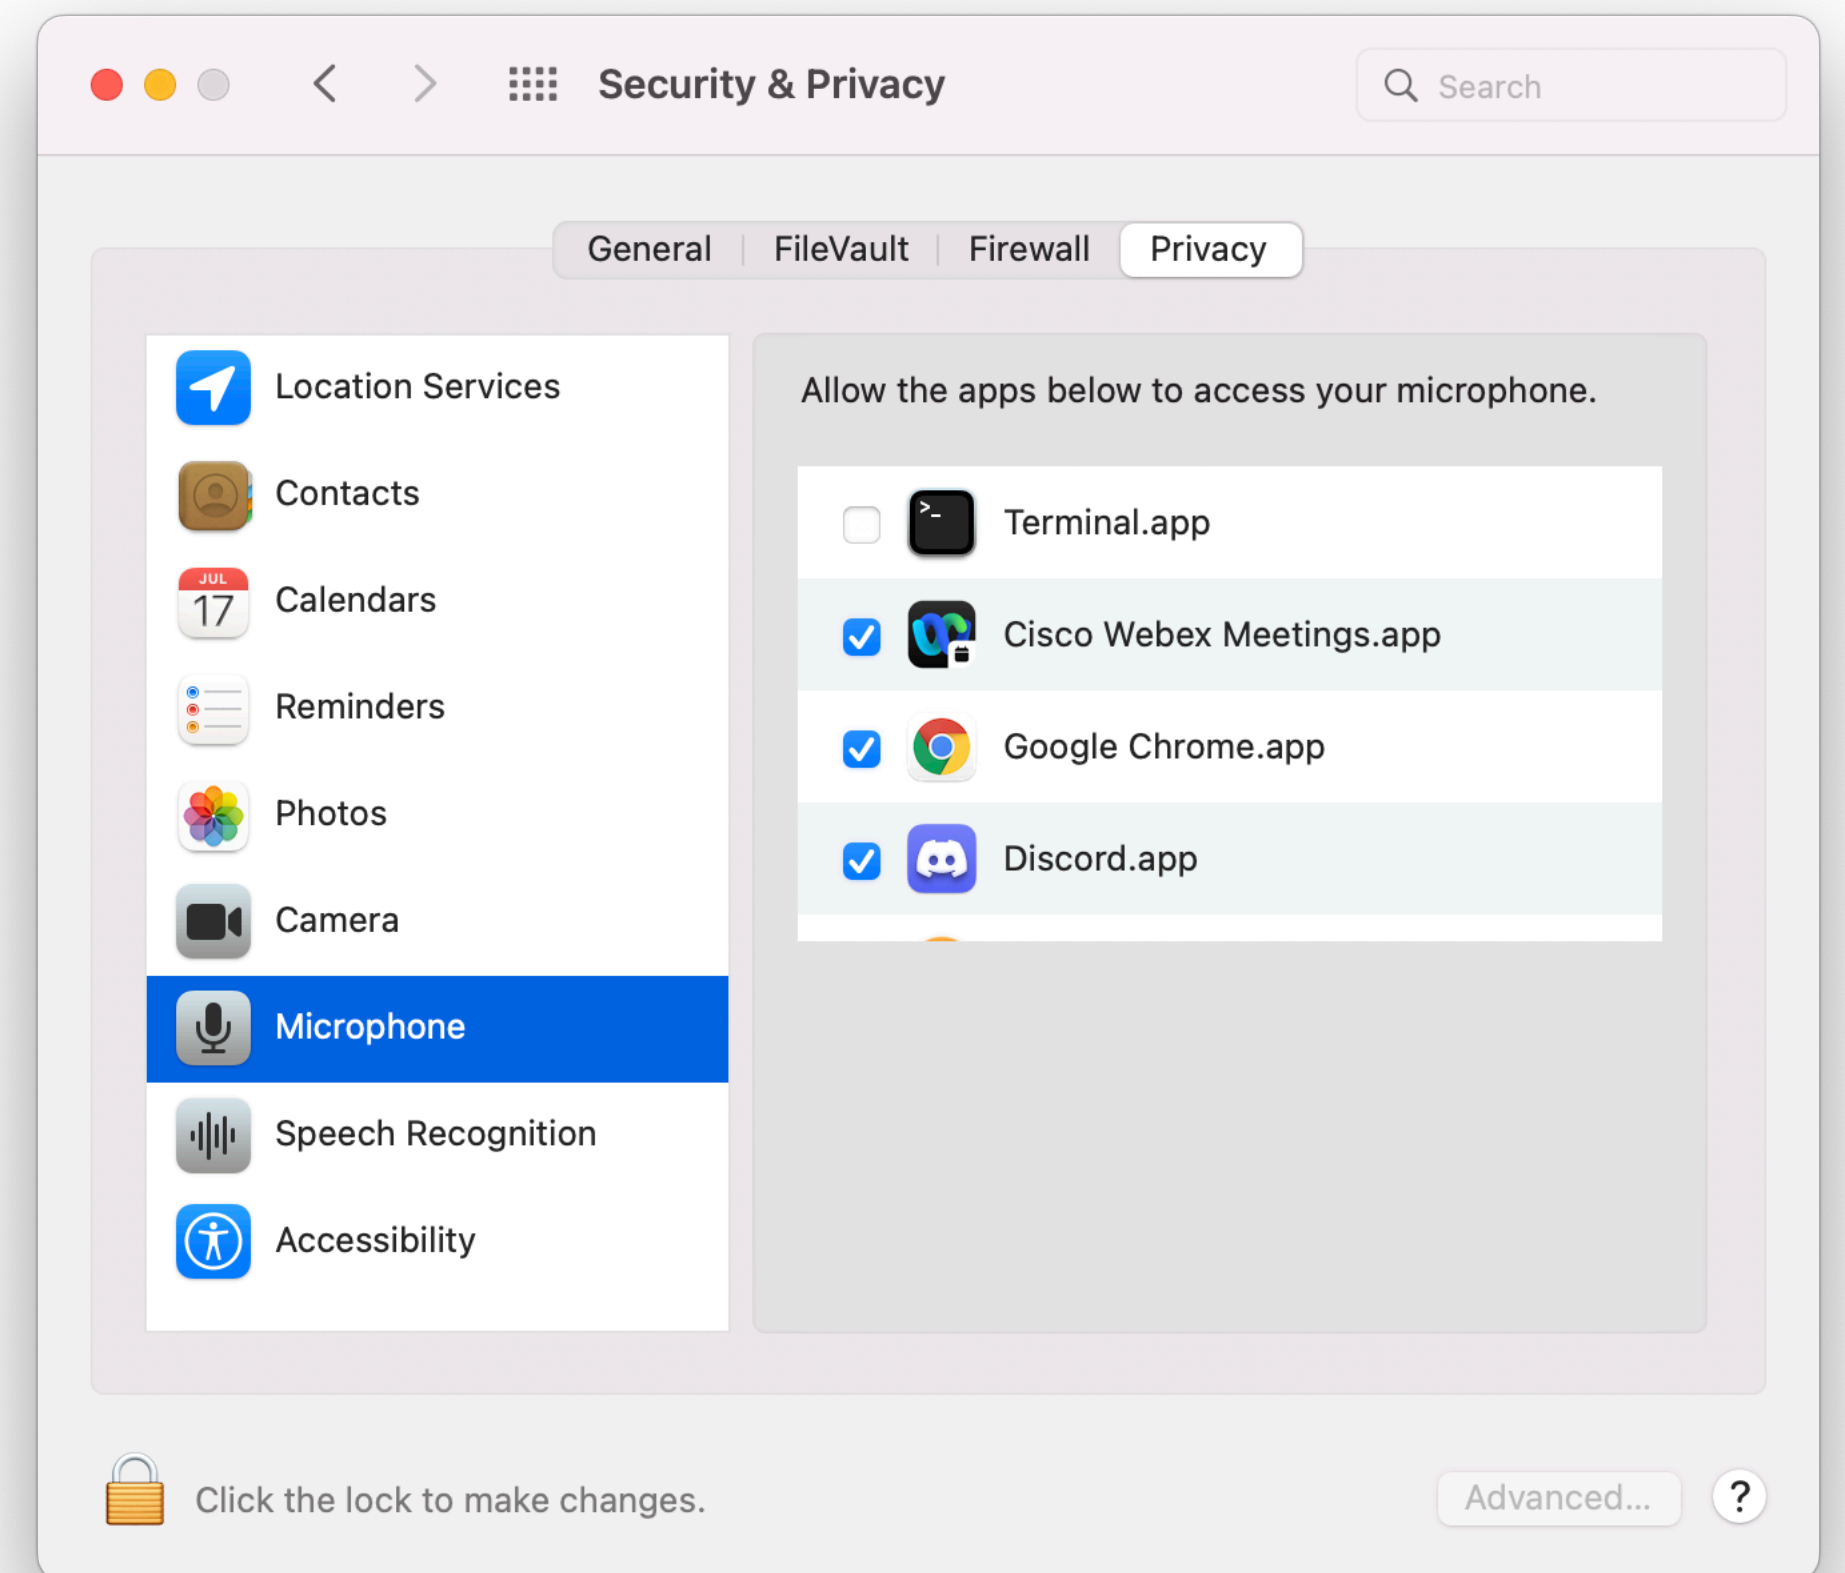 Security & Privacy
Search
General
FileVault
Firewall
Privacy
Location Services
Contacts
JUL
17
Calendars
Reminders
Photos
Camera
Microphone
Speech Recognition
Accessibility
Allow the apps below to access your microphone.
>_
Terminal.app
Cisco Webex Meetings.app
Google Chrome.app
Discord.app
Click the lock to make changes.
Advanced...
?